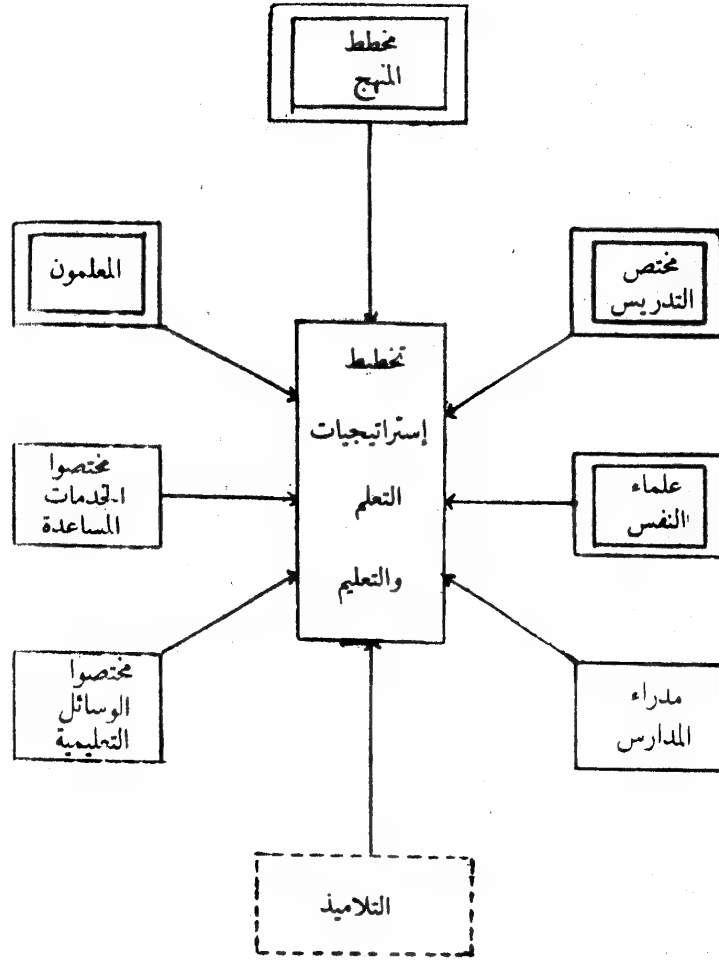 مخطط
المنهج
مختص
التدريس
المعلمون
تخطيط
إستراتيجيات
التعلم
والتعليم
علماء
النفس
مختصوا
الخدمات
المساعدة
مدراء
المدارس
مختصوا
الوسائل
التعليمية
التلاميذ